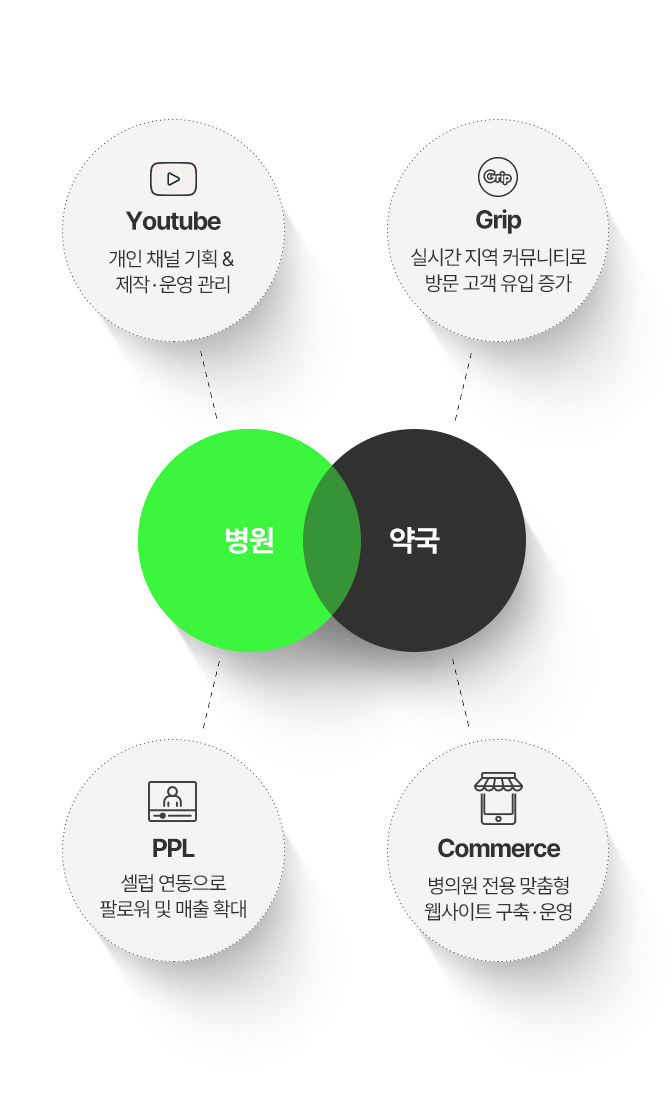 Youtube
개인 채널 기획 &
제작·운영 관리
Grip
Grip
실시간 지역 커뮤니티로
방문 고객 유입 증가
병원
약국
PPL
셀럽 연동으로
팔로워 및 매출 확대
Commerce
병의원 전용 맞춤형
웹사이트 구축·운영